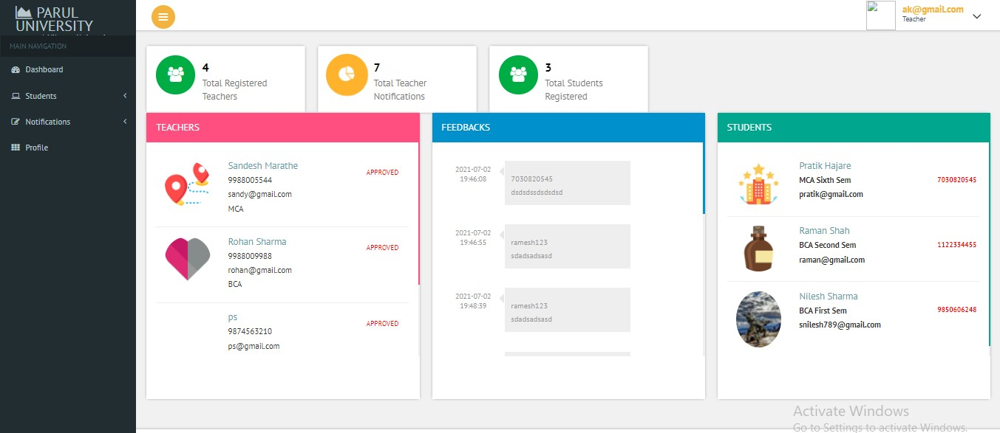 PARUL
UNIVERSITY
MAIN NAVIGATION
Dashboard
Students
Notifications
Profile
ak@gmail.com
Teacher
4
Total Registered
Teachers
7
Total Teacher
Notifications
3
Total Students
Registered
TEACHERS
Sandesh Marathe
9988005544
sandy@gmail.com
MCA
APPROVED
Rohan Sharma
9988009988
rohan@gmail.com
BCA
APPROVED
ps
9874563210
ps@gmail.com
APPROVED
FEEDBACKS
2021-07-02
19:46:08
7030820545
dsdsdssdsdsdsd
2021-07-02
19:46:55
ramesh123
sdadsadsasd
2021-07-02
19:48:39
ramesh123
sdadsadsasd
STUDENTS
Pratik Hajare
MCA Sixth Sem
pratik@gmail.com
7030820545
Raman Shah
BCA Second Sem
raman@gmail.com
1122334455
Nilesh Sharma
BCA First Sem
snilesh789@gmail.com
9850606248
Activate Windows
Go to Settings to activate Windows.